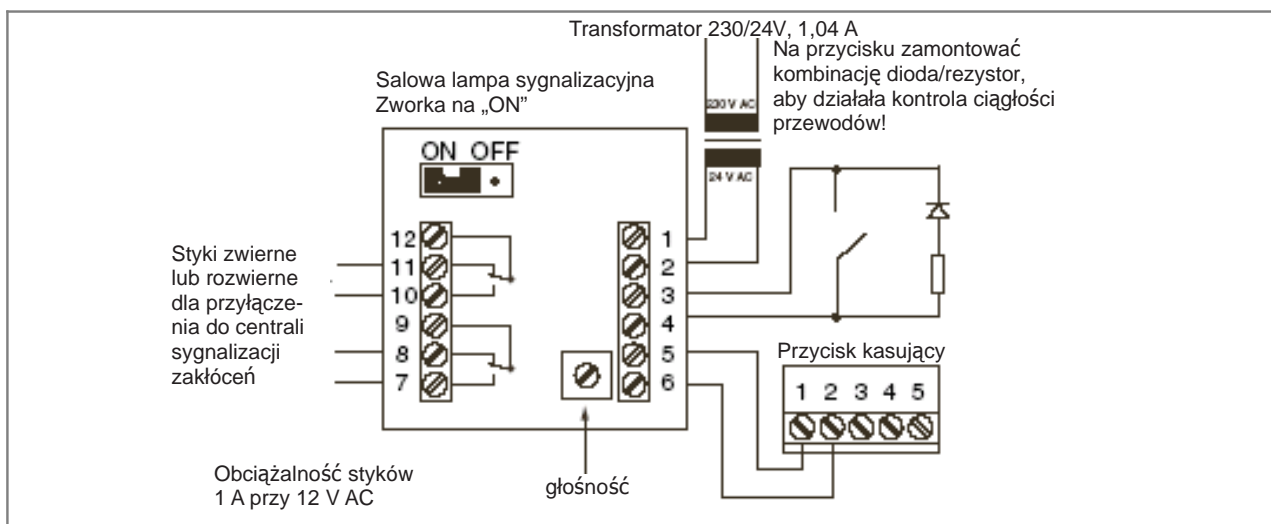 Transformator 230/24V, 1,04 A
Na przycisku zamontować
kombinację dioda/rezystor,
aby działała kontrola ciągłości
przewodów!
Salowa lampa sygnalizacyjna
Zworka na „ON”
230 V AC
24 V AC
ON OFF
12
11
10
9
8
7
1
2
3
4
5
6
Styki zwierne
lub rozwierne
dla przyłącze-
nia do centrali
sygnalizacji
zakłóceń
Przycisk kasujący
1 2 3 4 5
Obciążalność styków
1 A przy 12 V AC
głośność